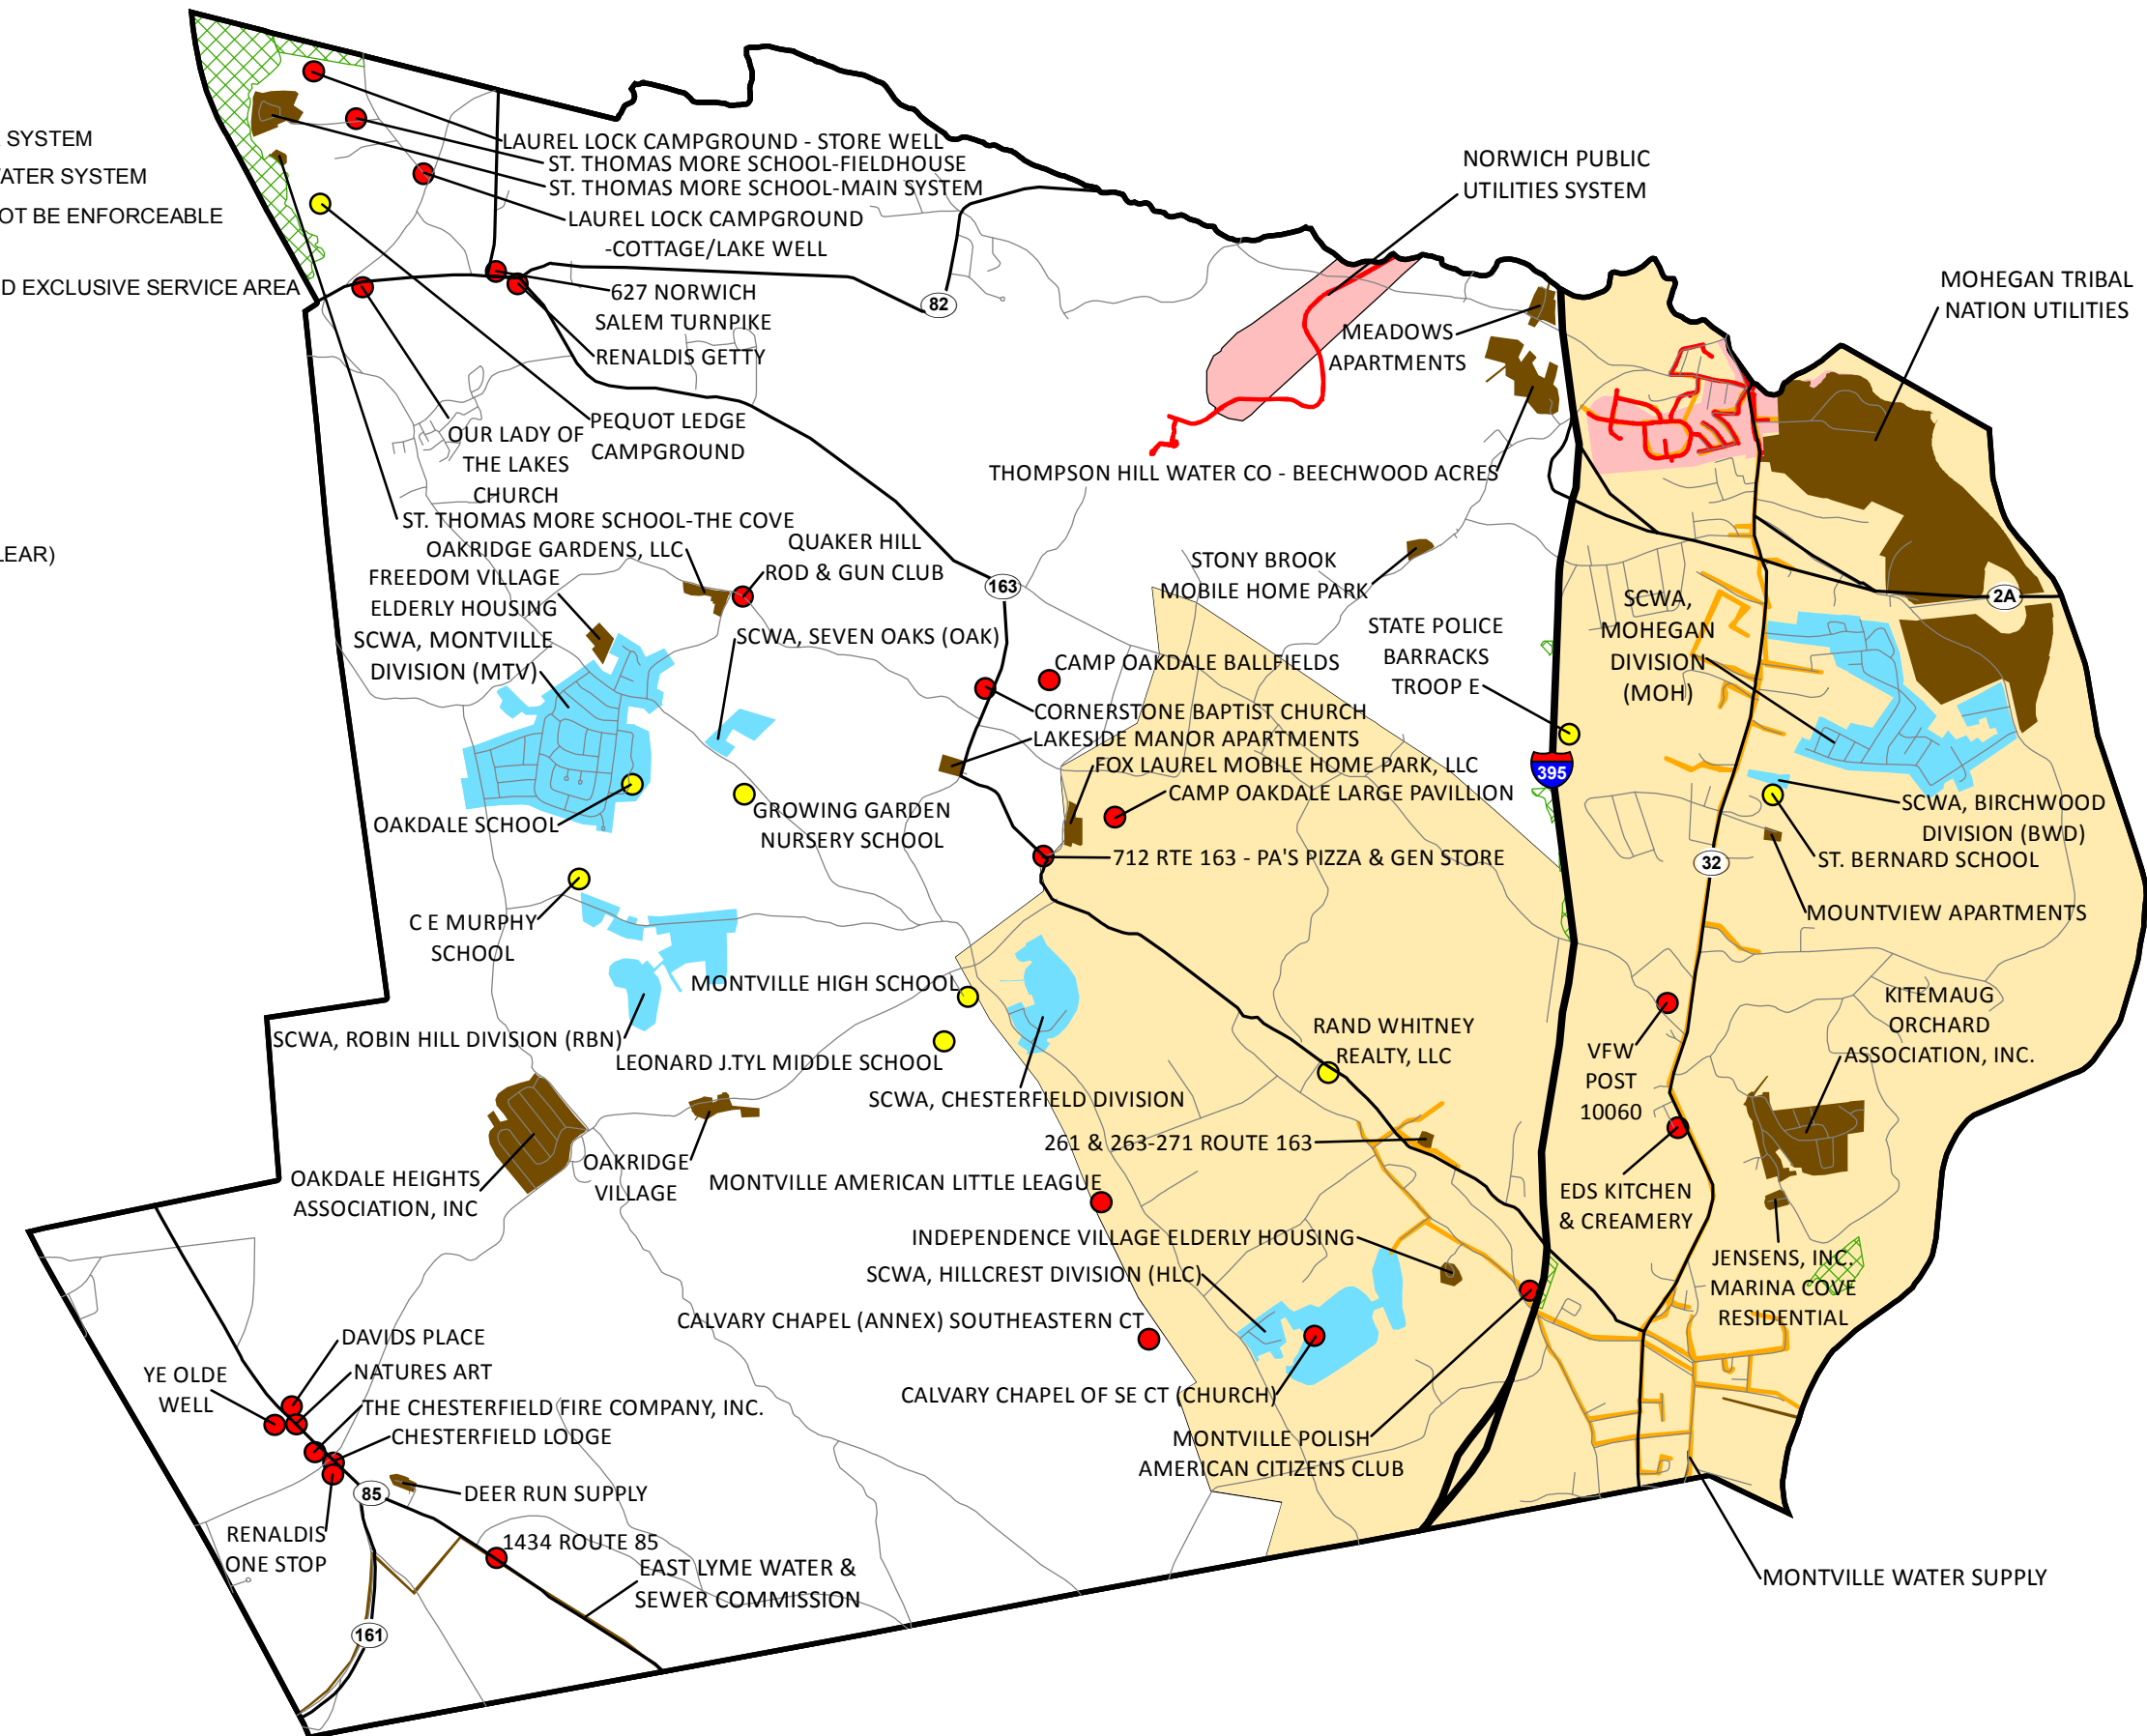 SYSTEM
WATER SYSTEM
NOT BE ENFORCEABLE
D EXCLUSIVE SERVICE AREA
LEAR)
LAUREL LOCK CAMPGROUND - STORE WELL
ST. THOMAS MORE SCHOOL-FIELDHOUSE
ST. THOMAS MORE SCHOOL-MAIN SYSTEM
LAUREL LOCK CAMPGROUND
-COTTAGE/LAKE WELL
627 NORWICH
SALEM TURNPIKE
RENALDIS GETTY
82
NORWICH PUBLIC
UTILITIES SYSTEM
MOHEGAN TRIBAL
NATION UTILITIES
MEADOWS
APARTMENTS
PEQUOT LEDGE
CAMPGROUND
OUR LADY OF
THE LAKES
CHURCH
THOMPSON HILL WATER CO - BEECHWOOD ACRES
ST. THOMAS MORE SCHOOL-THE COVE
OAKRIDGE GARDENS, LLC
QUAKER HILL
ROD & GUN CLUB
FREEDOM VILLAGE
ELDERLY HOUSING
163
STONY BROOK
MOBILE HOME PARK
2A
SCWA, MONTVILLE
DIVISION (MTV)
SCWA, SEVEN OAKS (OAK)
STATE POLICE
BARRACKS
TROOP E
SCWA,
MOHEGAN
DIVISION
(MOH)
CAMP OAKDALE BALLFIELDS
CORNERSTONE BAPTIST CHURCH
LAKESIDE MANOR APARTMENTS
FOX LAUREL MOBILE HOME PARK, LLC
395
CAMP OAKDALE LARGE PAVILLION
OAKDALE SCHOOL
GROWING GARDEN
NURSERY SCHOOL
SCWA, BIRCHWOOD
DIVISION (BWD)
712 RTE 163 - PA'S PIZZA & GEN STORE
ST. BERNARD SCHOOL
32
C E MURPHY
SCHOOL
MOUNTVIEW APARTMENTS
MONTVILLE HIGH SCHOOL
KITEMAUG
ORCHARD
ASSOCIATION, INC.
SCWA, ROBIN HILL DIVISION (RBN)
RAND WHITNEY
REALTY, LLC
LEONARD J.TYL MIDDLE SCHOOL
VFW
POST
10060
SCWA, CHESTERFIELD DIVISION
261 & 263-271 ROUTE 163
OAKDALE HEIGHTS
ASSOCIATION, INC
OAKRIDGE
VILLAGE
MONTVILLE AMERICAN LITTLE LEAGUE
EDS KITCHEN
& CREAMERY
INDEPENDENCE VILLAGE ELDERLY HOUSING
SCWA, HILLCREST DIVISION (HLC)
JENSENS, INC.
MARINA COVE
RESIDENTIAL
CALVARY CHAPEL (ANNEX) SOUTHEASTERN CT
DAVIDS PLACE
NATURES ART
YE OLDE
WELL
CALVARY CHAPEL OF SE CT (CHURCH)
THE CHESTERFIELD FIRE COMPANY, INC.
CHESTERFIELD LODGE
MONTVILLE POLISH
AMERICAN CITIZENS CLUB
85
DEER RUN SUPPLY
RENALDIS
ONE STOP
1434 ROUTE 85
EAST LYME WATER &
SEWER COMMISSION
MONTVILLE WATER SUPPLY
161